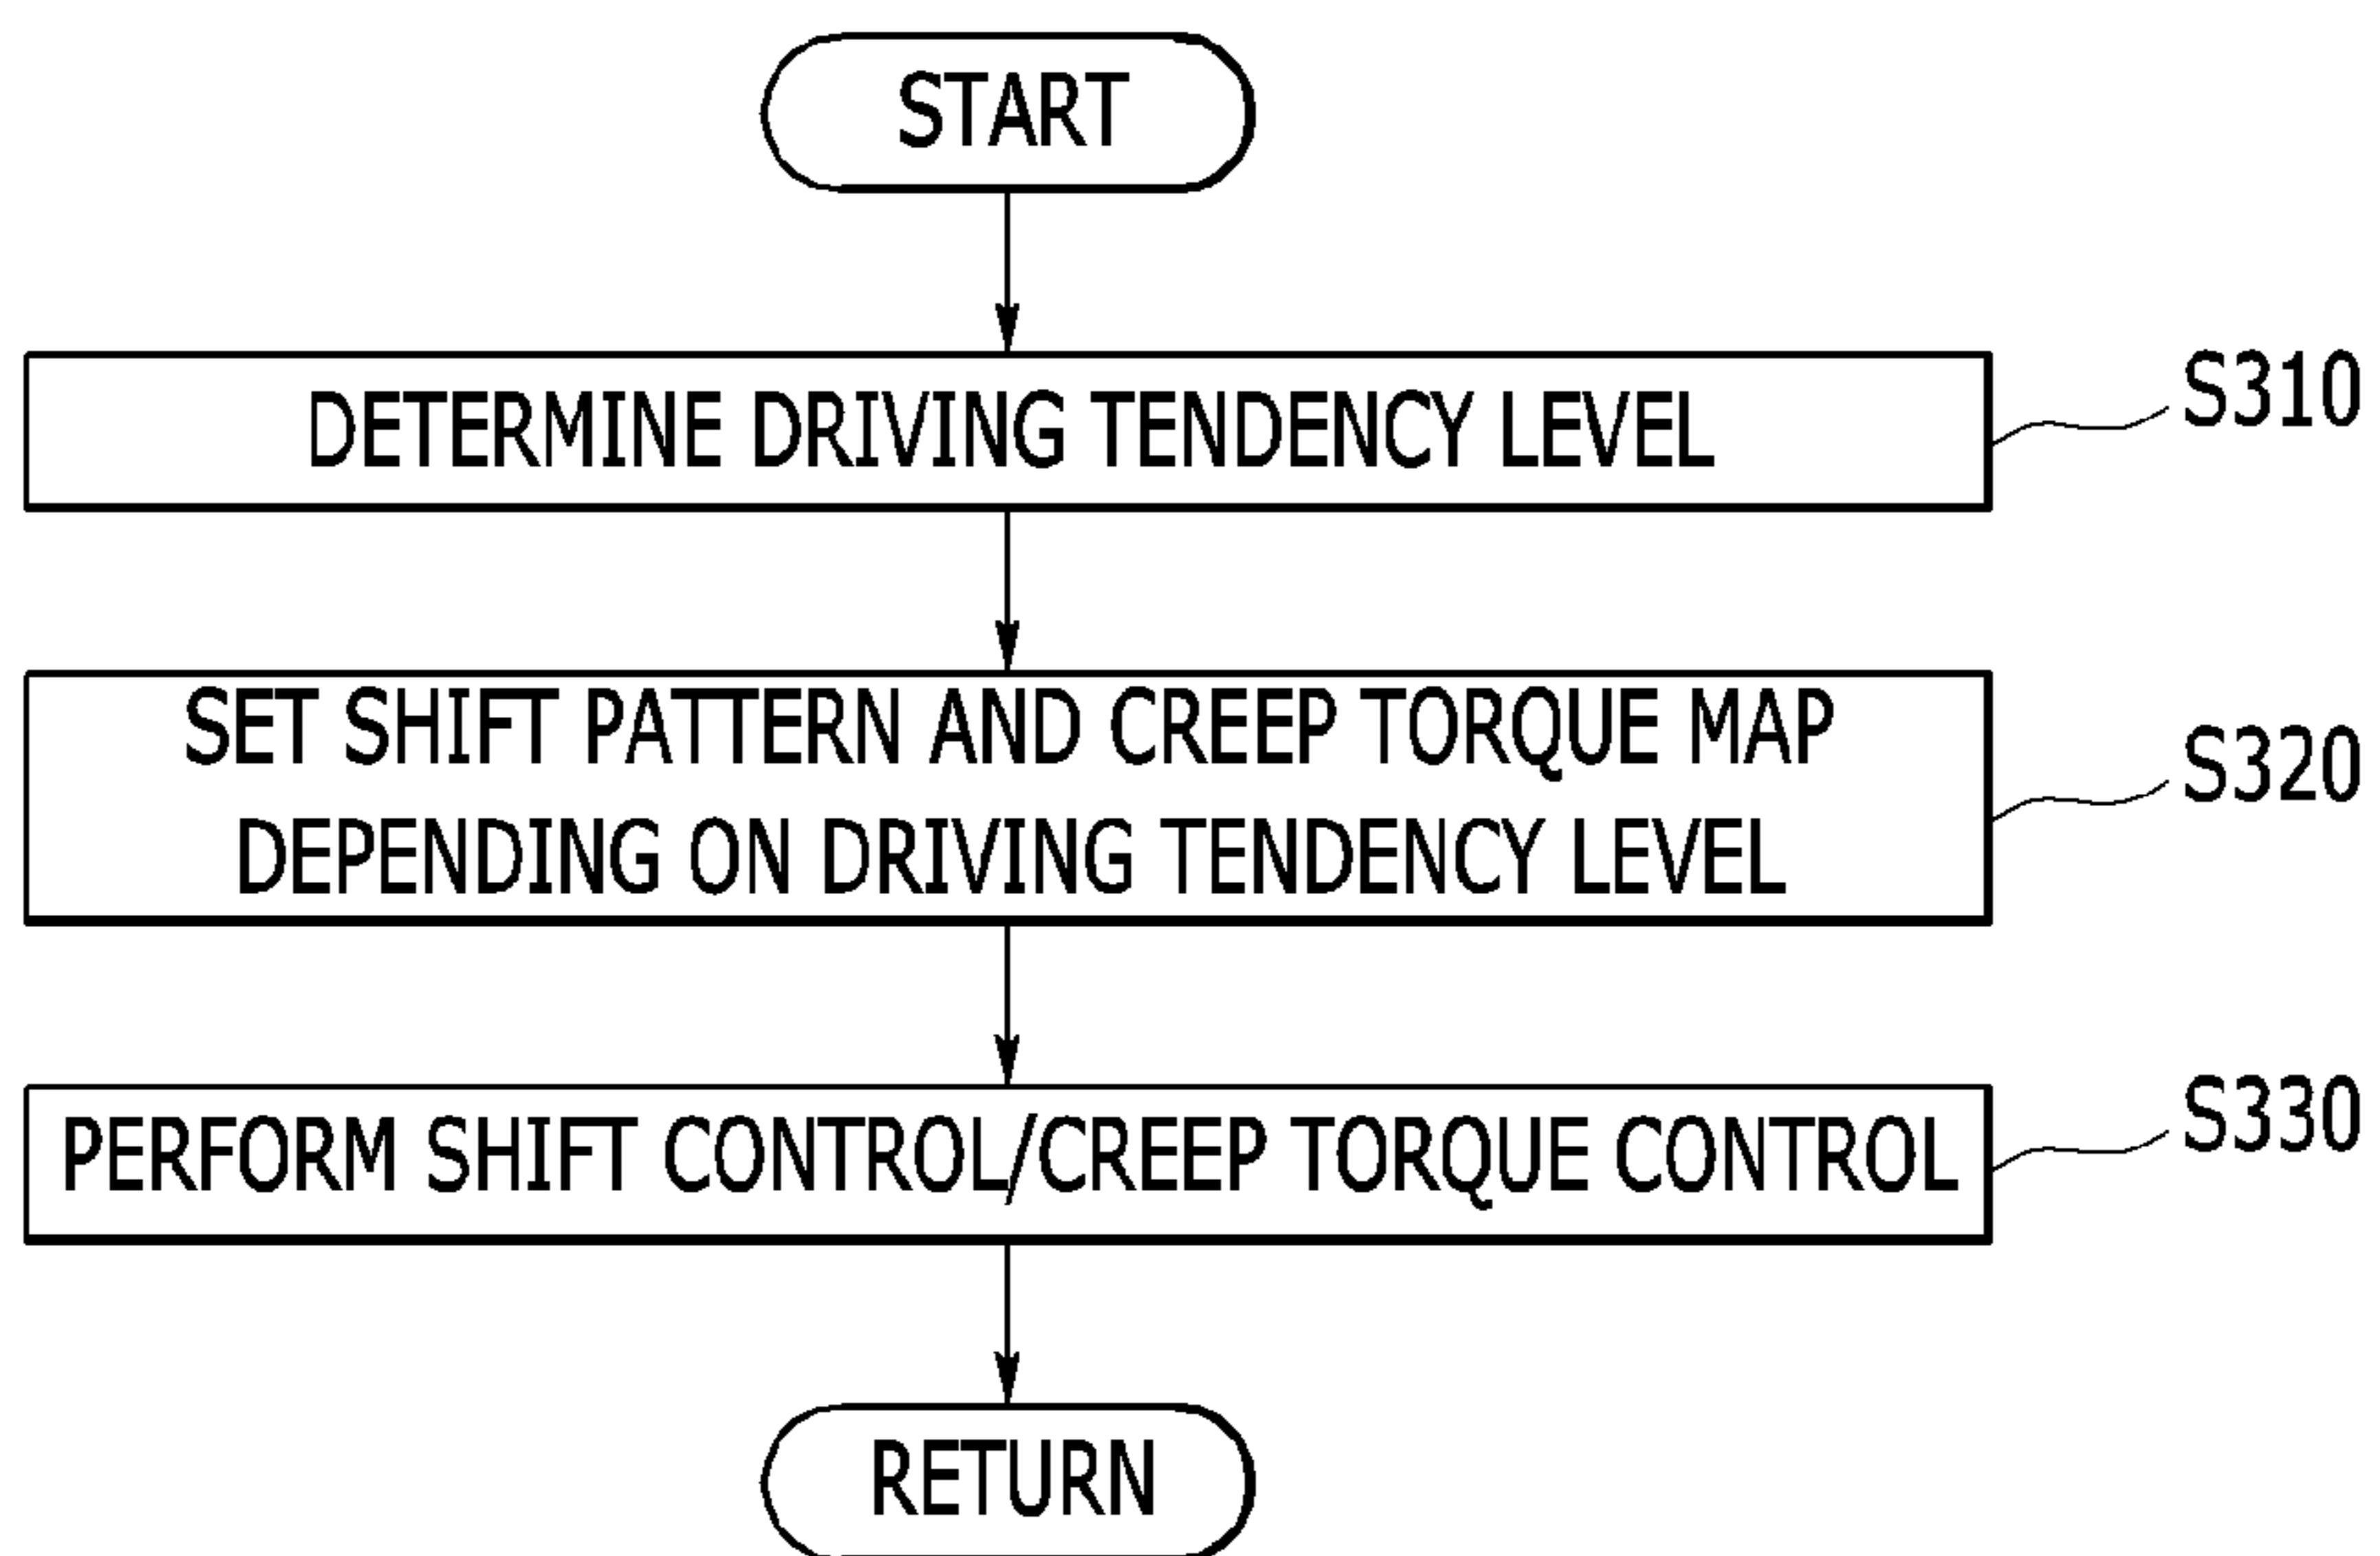 START
DETERMINE DRIVING TENDENCY LEVEL
S310
SET SHIFT PATTERN AND CREEP TORQUE MAP
DEPENDING ON DRIVING TENDENCY LEVEL
S320
PERFORM SHIFT CONTROL/CREEP TORQUE CONTROL
S330
RETURN